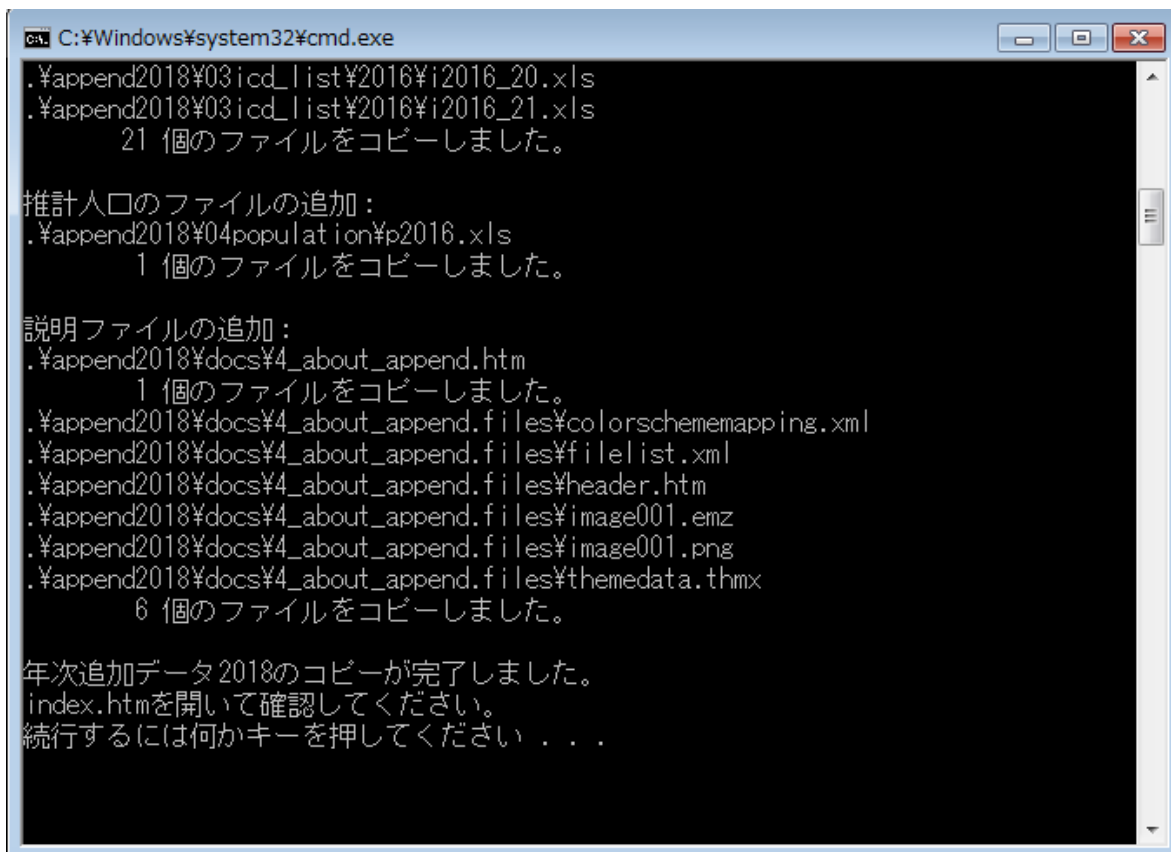 C:¥Windows¥system32¥cmd.exe
.¥append2018¥03icd_list¥2016¥i2016_20.xls
.¥append2018¥03icd_list¥2016¥i2016_21.xls
21 個のファイルをコピーしました。
推計人口のファイルの追加：
.¥append2018¥04population¥p2016.xls
1 個のファイルをコピーしました。
説明ファイルの追加：
.¥append2018¥docs¥4_about_append.htm
1 個のファイルをコピーしました。
.¥append2018¥docs¥4_about_append.files¥colorschememapping.xml
.¥append2018¥docs¥4_about_append.files¥filelist.xml
.¥append2018¥docs¥4_about_append.files¥header.htm
.¥append2018¥docs¥4_about_append.files¥image001.emz
.¥append2018¥docs¥4_about_append.files¥image001.png
.¥append2018¥docs¥4_about_append.files¥themedata.thmx
6 個のファイルをコピーしました。
年次追加データ2018のコピーが完了しました。
index.htmを開いて確認してください。
続行するには何かキーを押してください . . .